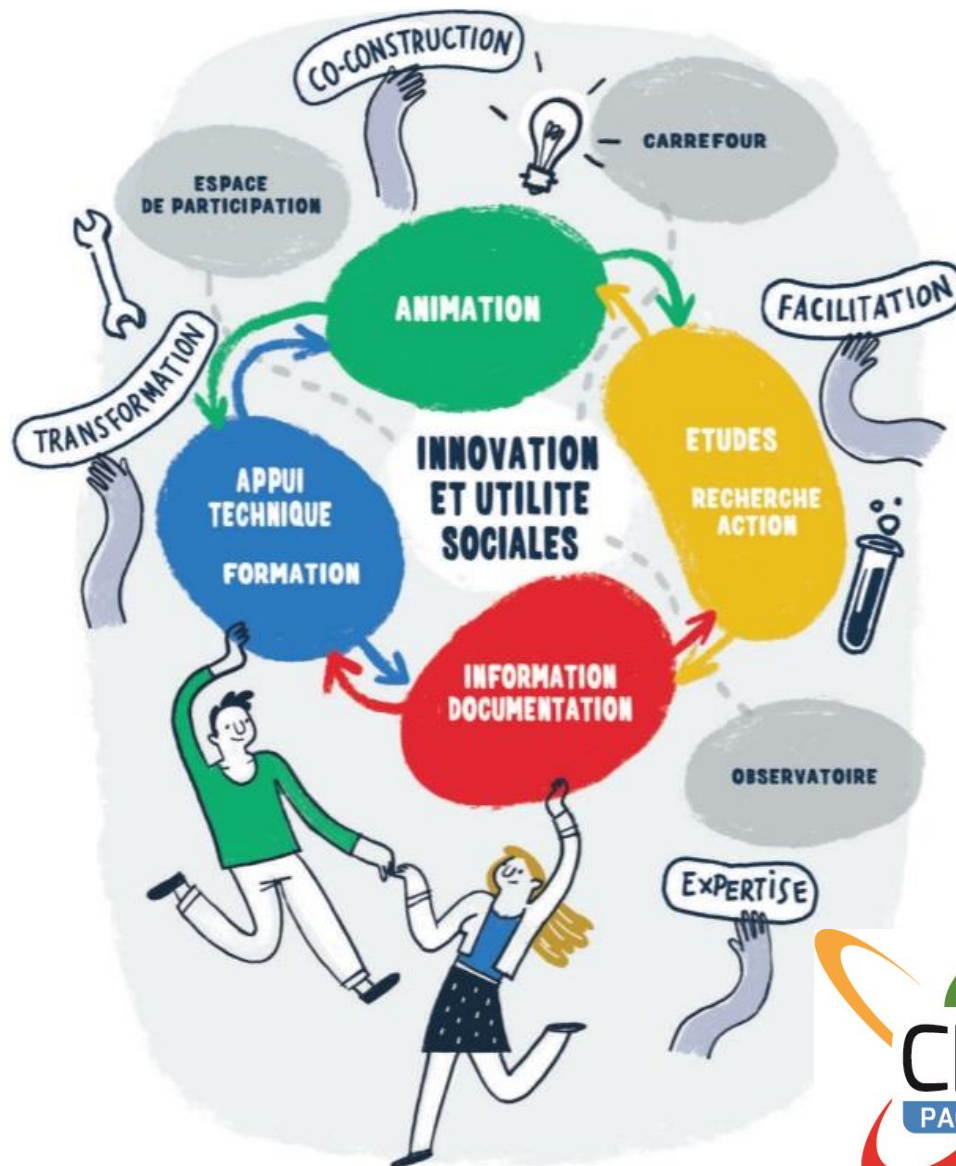 CO-CONSTRUCTION
CARREFOUR
ESPACE
DE PARTICIPATION
ANIMATION
FACILITATION
TRANSFORMATION
INNOVATION
ET UTILITE
SOCIALES
ETUDES
RECHERCHE
ACTION
APPUI
TECHNIQUE
FORMATION
INFORMATION
DOCUMENTATION
OBSERVATOIRE
EXPERTISE